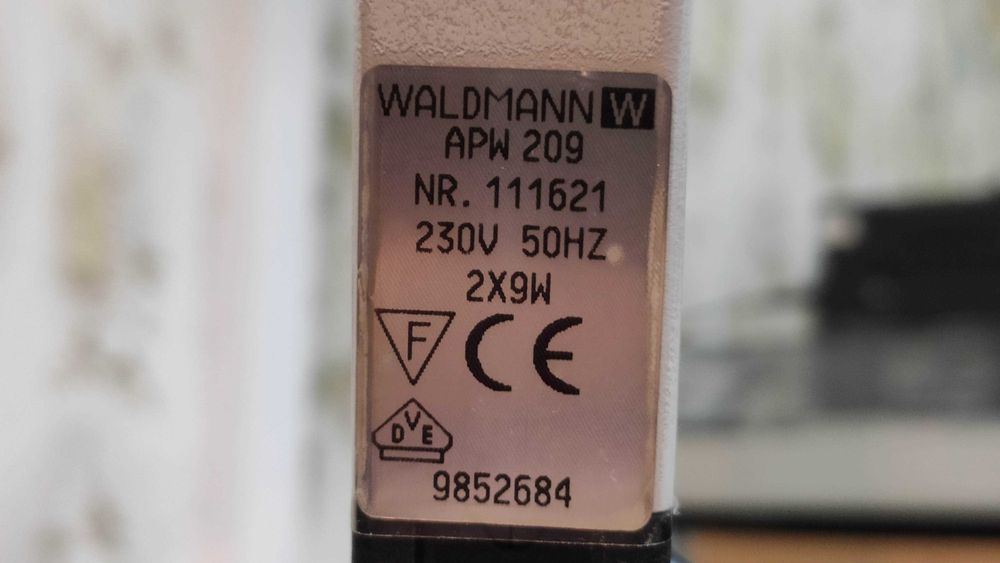 WALDMANN W
APW 209
NR. 111621
230V 50HZ
2X9W
F CE
DVE
9852684